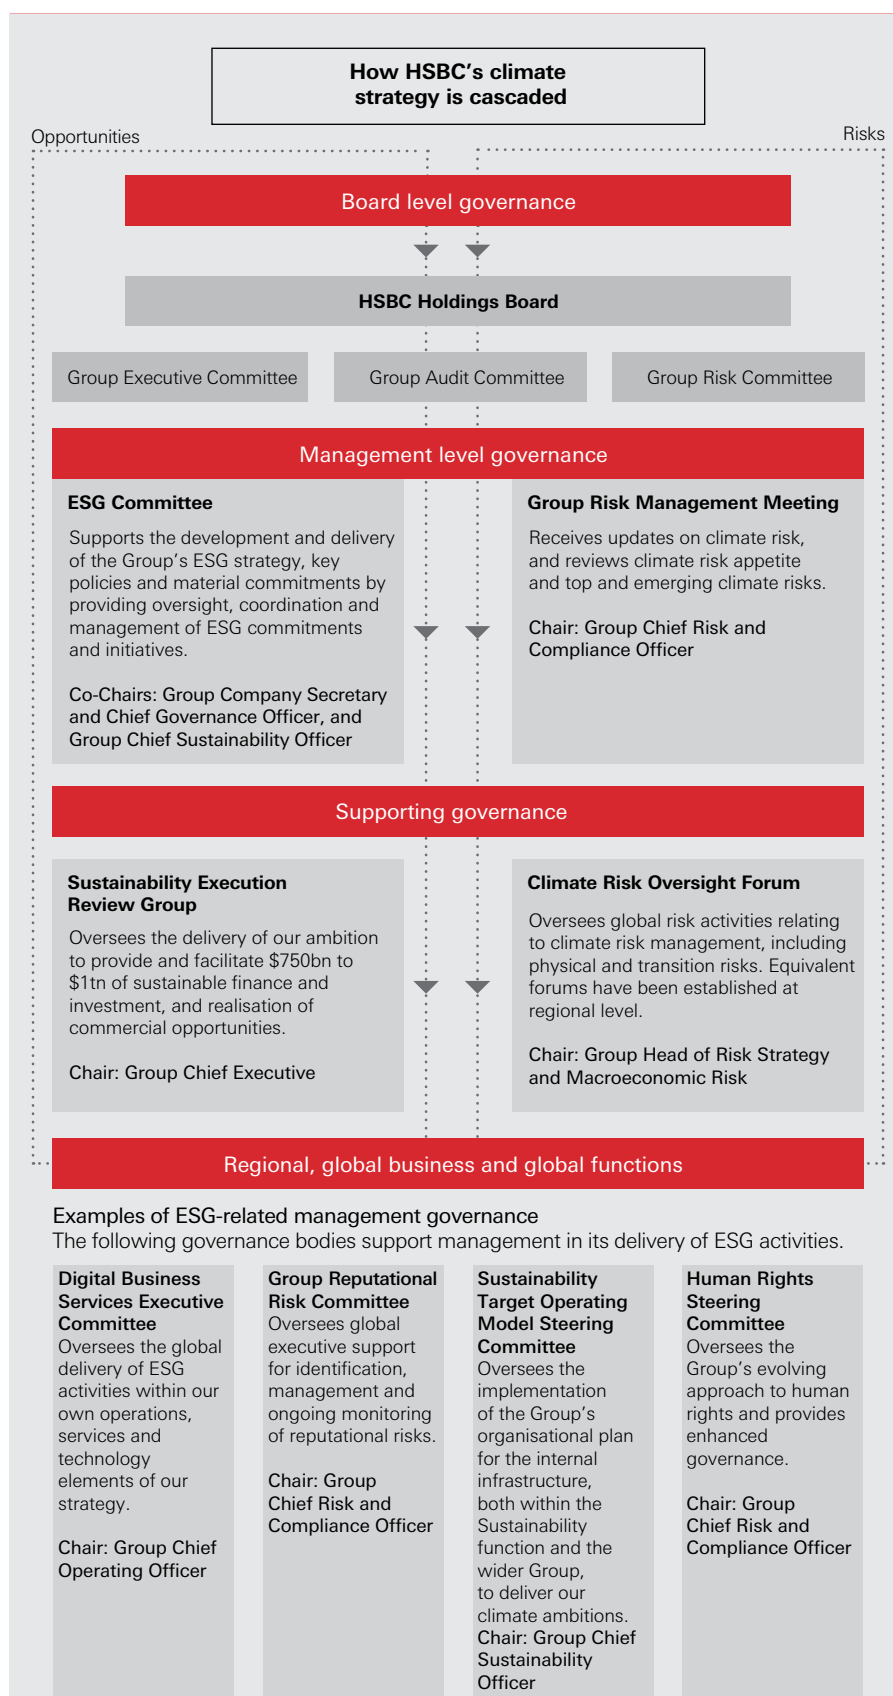 How HSBC's climate
strategy is cascaded
Opportunities
Risks
Board level governance
HSBC Holdings Board
Group Executive Committee
Group Audit Committee
Group Risk Committee
Management level governance
ESG Committee
Supports the development and delivery
of the Group's ESG strategy, key
policies and material commitments by
providing oversight, coordination and
management of ESG commitments
and initiatives.
Co-Chairs: Group Company Secretary
and Chief Governance Officer, and
Group Chief Sustainability Officer
Group Risk Management Meeting
Receives updates on climate risk,
and reviews climate risk appetite
and top and emerging climate risks.
Chair: Group Chief Risk and
Compliance Officer
Supporting governance
Sustainability Execution
Review Group
Oversees the delivery of our ambition
to provide and facilitate $750bn to
$1tn of sustainable finance and
investment, and realisation of
commercial opportunities.
Chair: Group Chief Executive
Climate Risk Oversight Forum
Oversees global risk activities relating
to climate risk management, including
physical and transition risks. Equivalent
forums have been established at
regional level.
Chair: Group Head of Risk Strategy
and Macroeconomic Risk
Regional, global business and global functions
Examples of ESG-related management governance
The following governance bodies support management in its delivery of ESG activities.
Digital Business
Services Executive
Committee
Oversees the global
delivery of ESG
activities within our
own operations,
services and
technology
elements of our
strategy.
Chair: Group Chief
Operating Officer
Group Reputational
Risk Committee
Oversees global
executive support
for identification,
management and
ongoing monitoring
of reputational risks.
Chair: Group
Chief Risk and
Compliance Officer
Sustainability
Target Operating
Model Steering
Committee
Oversees the
implementation
of the Group's
organisational plan
for the internal
infrastructure,
both within the
Sustainability
function and the
wider Group,
to deliver our
climate ambitions.
Chair: Group Chief
Sustainability
Officer
Human Rights
Steering
Committee
Oversees the
Group's evolving
approach to human
rights and provides
enhanced
governance.
Chair: Group
Chief Risk and
Compliance Officer